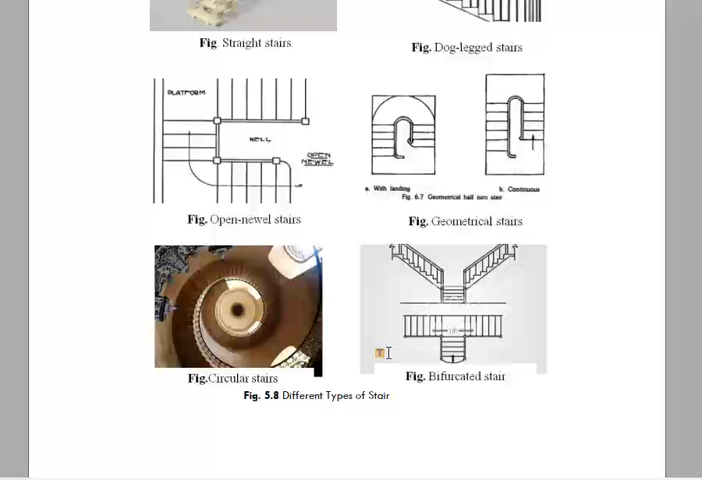 Fig. Straight stairs
Fig. Dog-legged stairs
PLATFORM
WELL
OPEN
NEWEL
UP
a. With landing
b. Continuous
Fig. 6.7 Geometrical half turn stair
Fig. Open-newel stairs
Fig. Geometrical stairs
UP
T
Fig.Circular stairs
Fig. Bifurcated stair
Fig. 5.8 Different Types of Stair